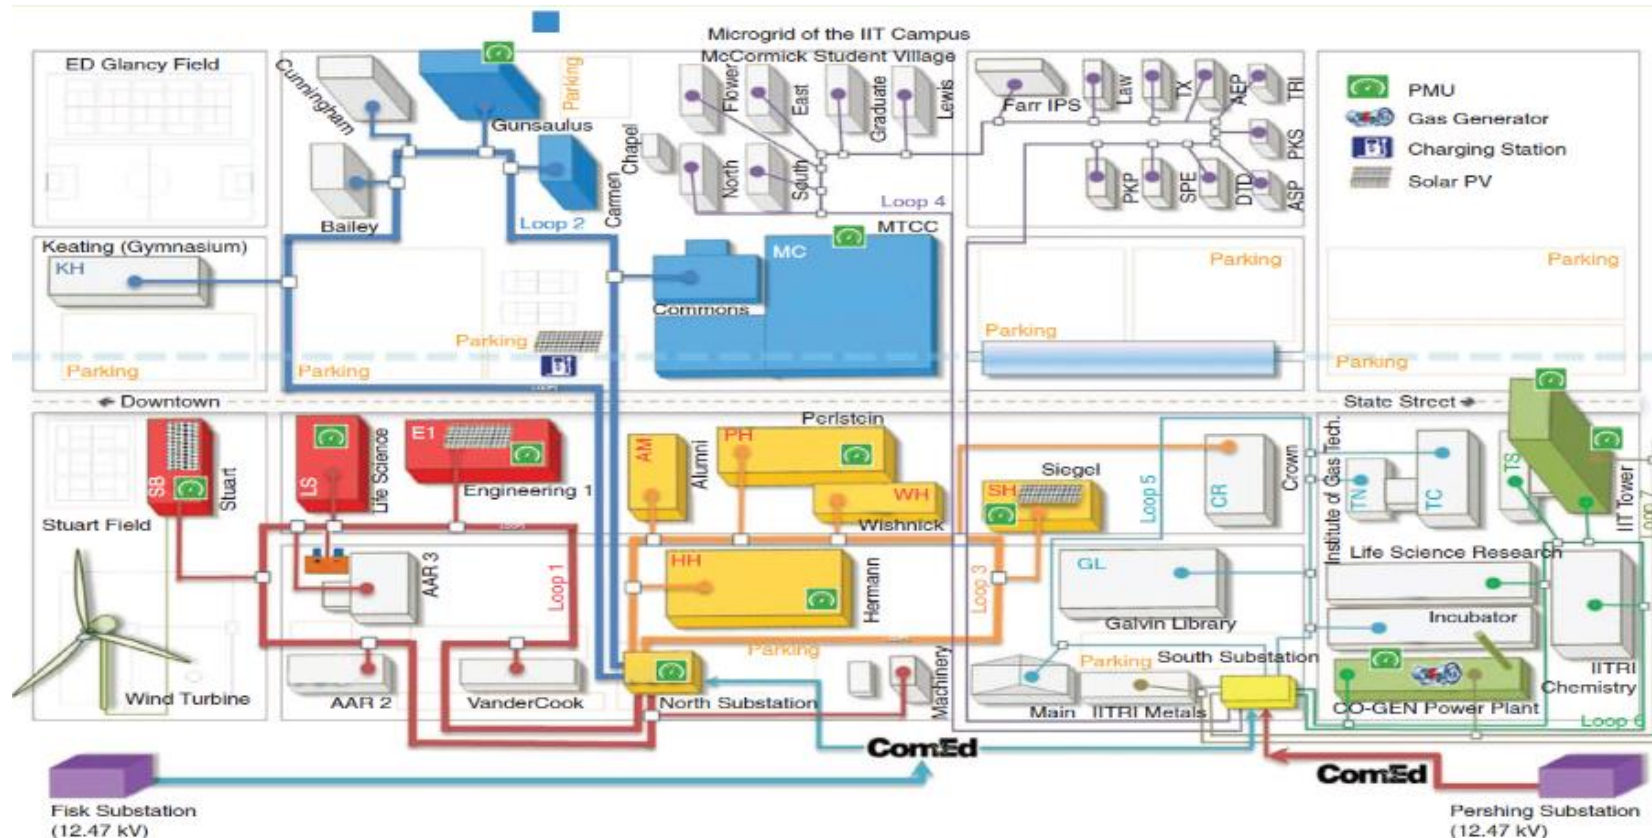 Microgrid of the IIT Campus
McCormick Student Village
ED Glancy Field
Cunningham
Gunsaulus
Parking
Bailey
Carmen
Loop 2
Chapel
Flower
East
Graduate
Lewis
North
South
Loop 4
Farr IPS
Law
TX
AEP
TRI
PKS
PKP
SPE
DTD
ASP
PMU
Gas Generator
Charging Station
Solar PV
Keating (Gymnasium)
KH
MTCC
MC
Commons
Parking
Parking
Parking
Parking
Parking
Parking
Parking
Parking
Downtown
State Street
SB
Stuart
LS
Life Science
E1
Engineering 1
AM
Alumni
Perlstein
PH
WH
Wishnick
Siegel
SH
Loop 5
CR
Crown
Institute of Gas Tech.
TN
TC
TS
IIT Tower
Stuart Field
AAR 3
Loop 1
HH
Hermann
Loop 3
GL
Galvin Library
Life Science Research
Incubator
IITRI
Chemistry
Wind Turbine
AAR 2
VanderCook
Parking
North Substation
Machinery
Main
Parking
IITRI Metals
South Substation
CO-GEN Power Plant
Loop 6
ComEd
ComEd
Fisk Substation
(12.47 kV)
Pershing Substation
(12.47 kV)